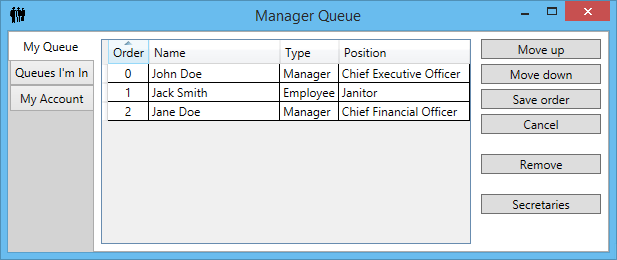 Manager Queue
My Queue
Queues I'm In
My Account
Order Name Type Position
0 John Doe Manager Chief Executive Officer
1 Jack Smith Employee Janitor
2 Jane Doe Manager Chief Financial Officer
Move up
Move down
Save order
Cancel
Remove
Secretaries